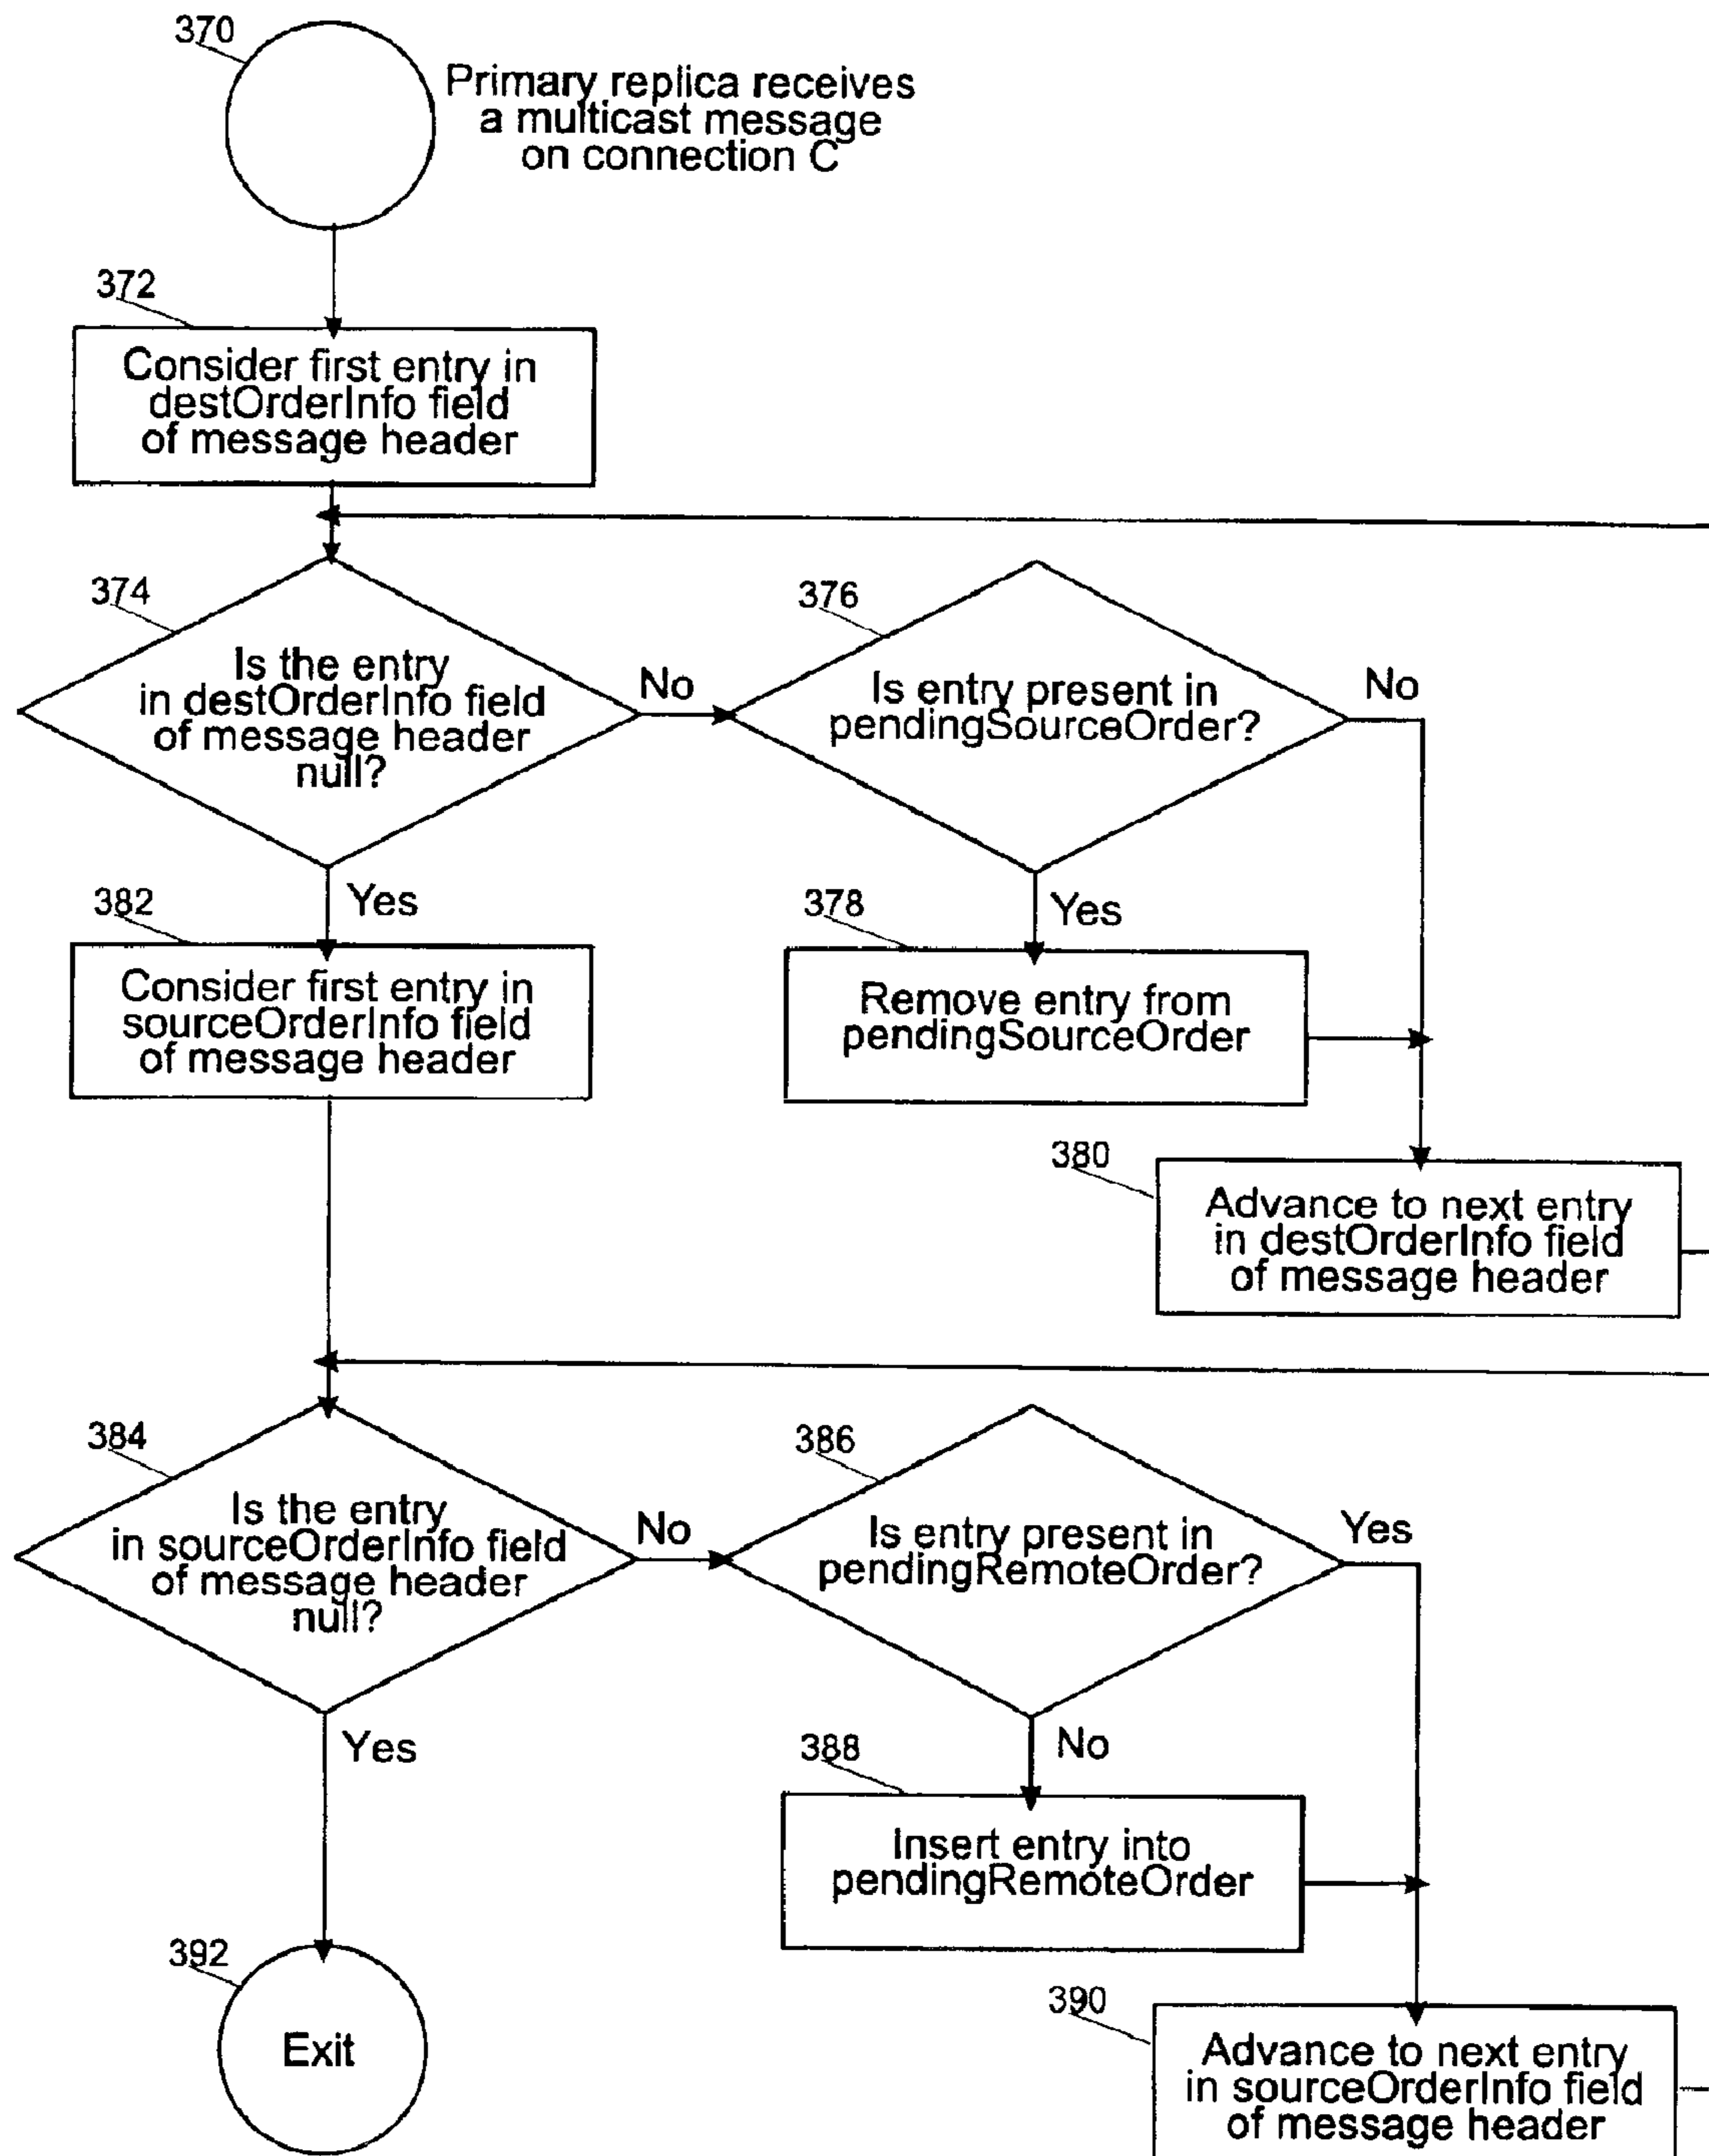 370
Primary replica receives
a multicast message
on connection C
372
Consider first entry in
destOrderInfo field
of message header
374
Is the entry
in destOrderInfo field
of message header
null?
No
376
Is entry present in
pendingSourceOrder?
No
Yes
Yes
382
Consider first entry in
sourceOrderInfo field
of message header
378
Remove entry from
pendingSourceOrder
380
Advance to next entry
in destOrderInfo field
of message header
384
Is the entry
in sourceOrderInfo field
of message header
null?
No
386
Is entry present in
pendingRemoteOrder?
Yes
Yes
No
388
Insert entry into
pendingRemoteOrder
392
Exit
390
Advance to next entry
in sourceOrderInfo field
of message header